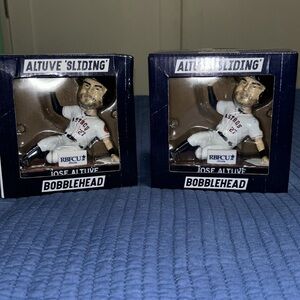 ALTUVE 'SLIDING'
ASTROS
27
RBFCU
JOSE ALTUVE
BOBBLEHEAD
ALTUVE 'SLIDING'
ASTROS
27
RBFCU
JOSE ALTUVE
BOBBLEHEAD